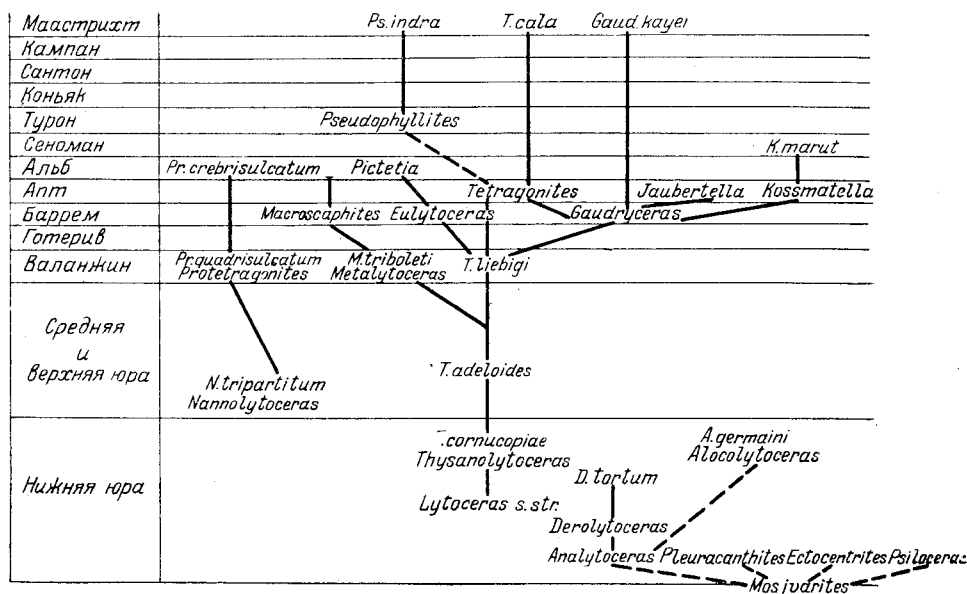 Маастрихт Ps. indra T. cala Gaud. kayei
Кампан
Сантон
Коньяк
Турон Pseudophyllites
Сеноман K. marut
Альб Pr. crebrisulcatum Pictetia
Апт Tetragonites Jaubertella Kossmatella
Баррем Macroscaphites Eulytoceras Gaudryceras
Готерив
Валанжин Pr. quadrisulcatum M. triboleti T. liebigi
Protetragonites Metalytoceras
Средняя
и
верхняя юра T. adeloides
N. tripartitum
Nannolytoceras
T. cornucopiae A. germaini
Thysanolytoceras Alocolytoceras
Нижняя юра D. tortum
Lytoceras s. str.
Derolytoceras
Analytoceras Pleuracanthites Ectocentrites Psiloceras
Mosjvarites